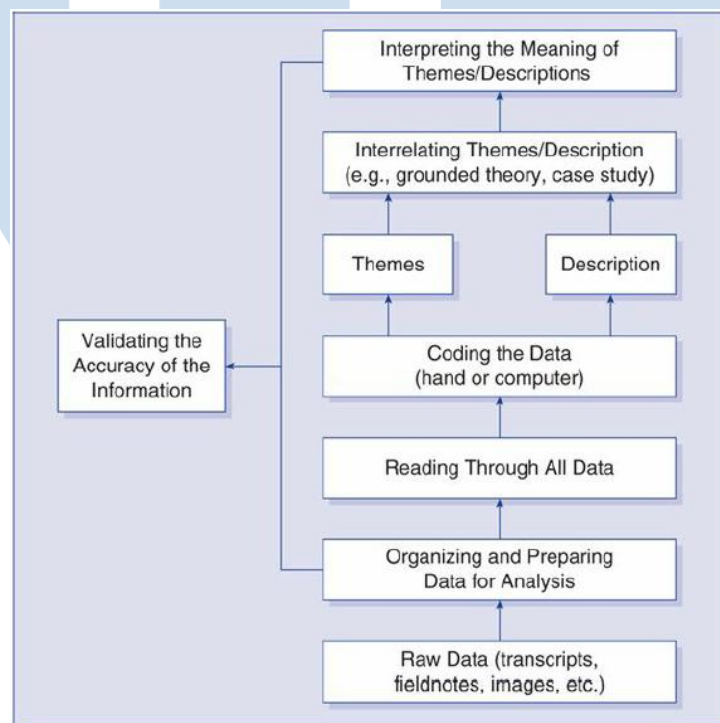 Interpreting the Meaning of
Themes/Descriptions
Interrelating Themes/Description
(e.g., grounded theory, case study)
Themes
Description
Validating the
Accuracy of the
Information
Coding the Data
(hand or computer)
Reading Through All Data
Organizing and Preparing
Data for Analysis
Raw Data (transcripts,
fieldnotes, images, etc.)